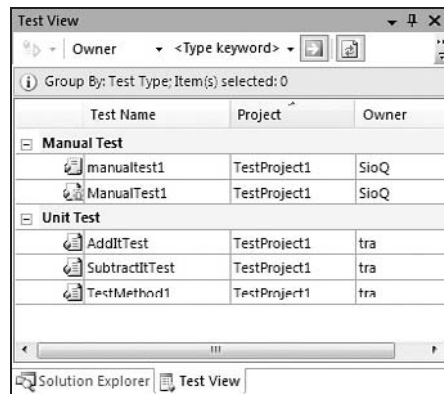 Test View
Owner <Type keyword>
Group By: Test Type; Item(s) selected: 0
Test Name Project Owner
Manual Test
manualtest1 TestProject1 SioQ
ManualTest1 TestProject1 SioQ
Unit Test
AddItTest TestProject1 tra
SubtractItTest TestProject1 tra
TestMethod1 TestProject1 tra
Solution Explorer Test View